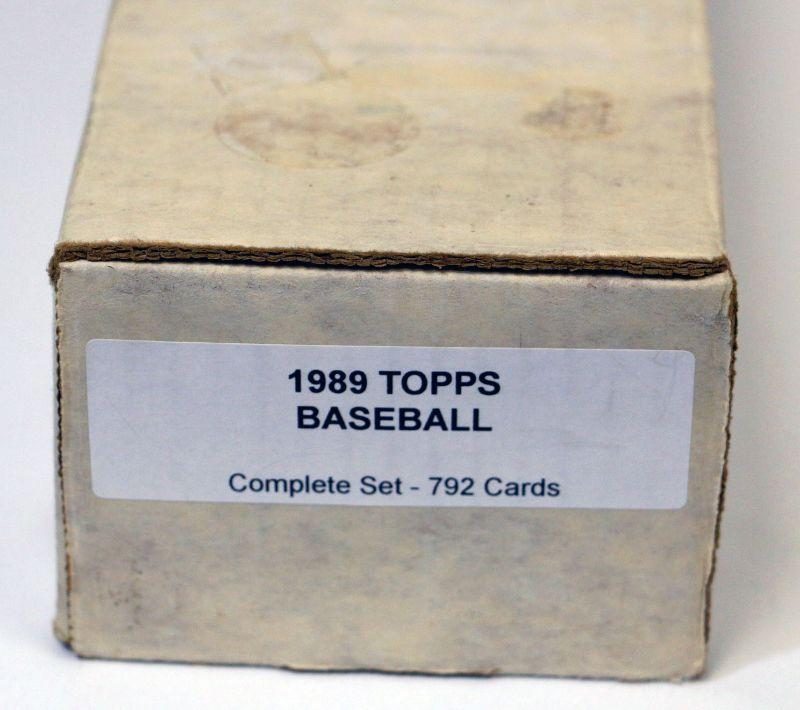 1989 TOPPS
BASEBALL
Complete Set - 792 Cards